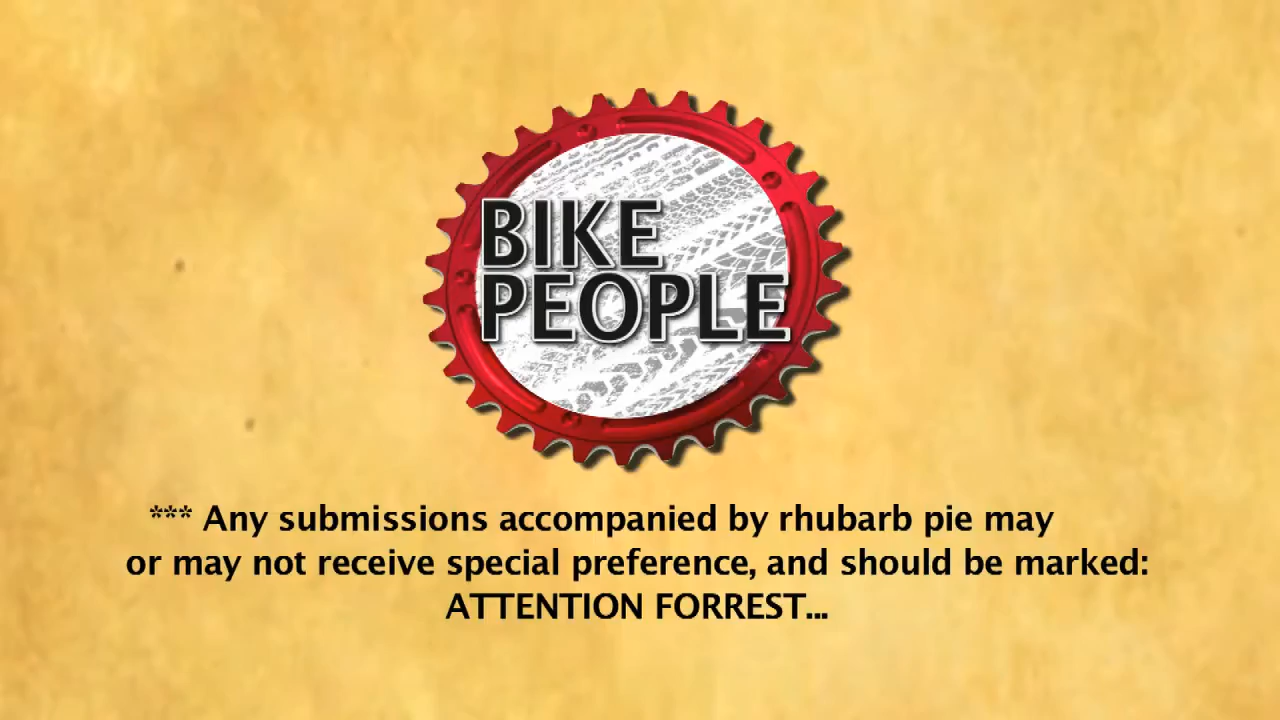 BIKE
PEOPLE
*** Any submissions accompanied by rhubarb pie may
or may not receive special preference, and should be marked:
ATTENTION FORREST...